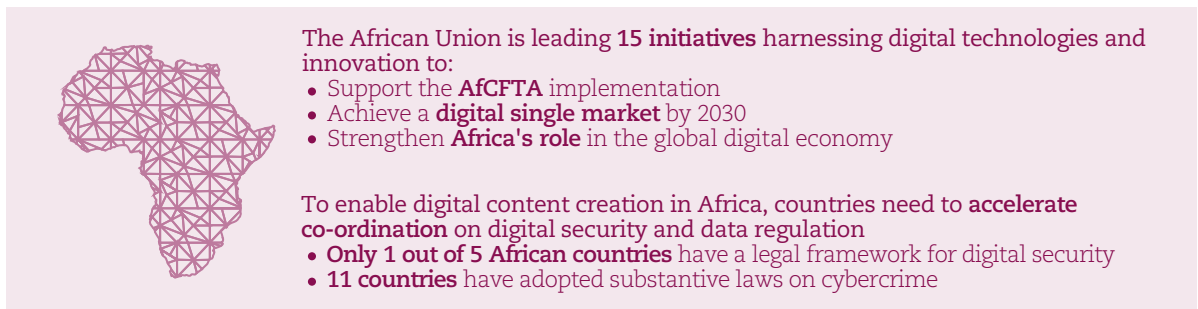 The African Union is leading 15 initiatives harnessing digital technologies and
innovation to:
• Support the AfCFTA implementation
• Achieve a digital single market by 2030
• Strengthen Africa's role in the global digital economy
To enable digital content creation in Africa, countries need to accelerate
co-ordination on digital security and data regulation
• Only 1 out of 5 African countries have a legal framework for digital security
• 11 countries have adopted substantive laws on cybercrime